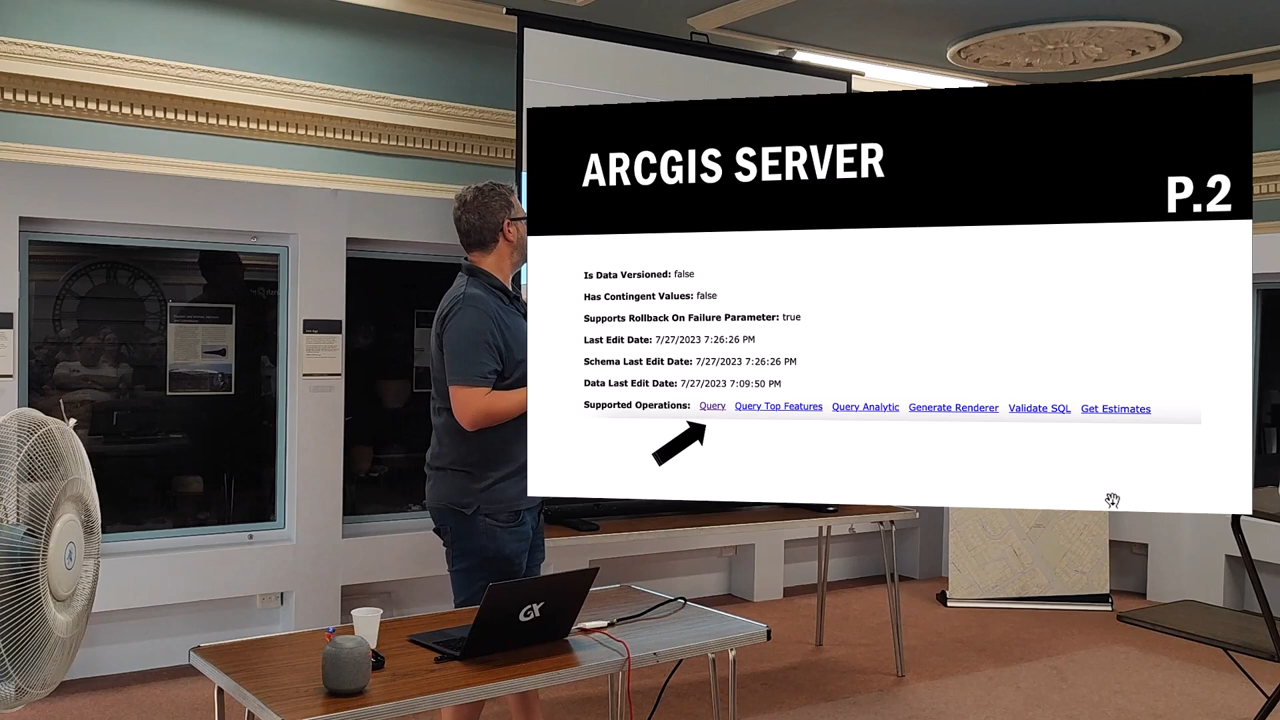 ARCGIS SERVER
P.2
Is Data Versioned: false
Has Contingent Values: false
Supports Rollback On Failure Parameter: true
Last Edit Date: 7/27/2023 7:26:26 PM
Schema Last Edit Date: 7/27/2023 7:26:26 PM
Data Last Edit Date: 7/27/2023 7:09:50 PM
Supported Operations: Query Query Top Features Query Analytic Generate Renderer Validate SQL Get Estimates
GX